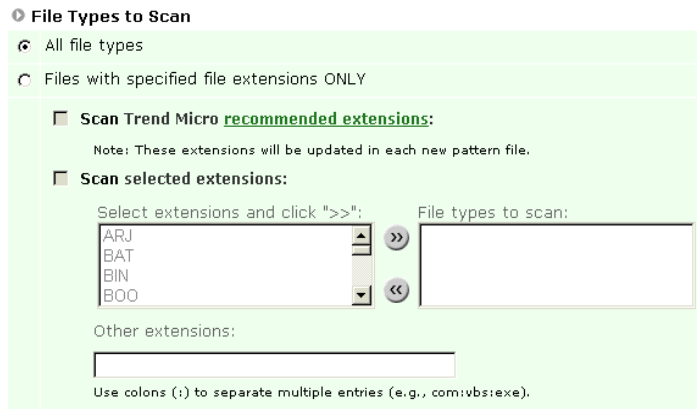 File Types to Scan
All file types
Files with specified file extensions ONLY
Scan Trend Micro recommended extensions:
Note: These extensions will be updated in each new pattern file.
Scan selected extensions:
Select extensions and click ">>": File types to scan:
ARJ
BAT
BIN
BOO
Other extensions:
Use colons (:) to separate multiple entries (e.g., com:vbs:exe).